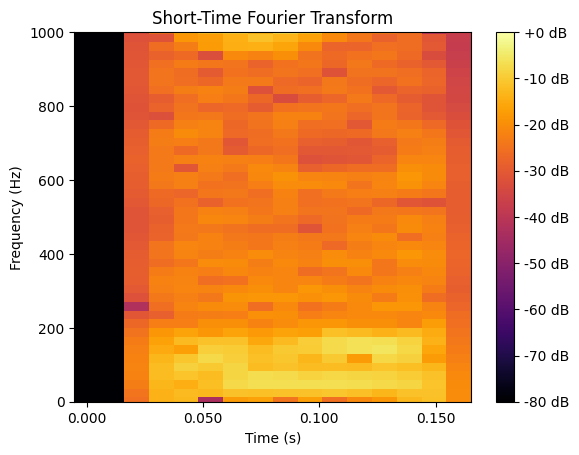 Short-Time Fourier Transform
1000
800
600
400
200
0
Frequency (Hz)
0.000
0.050
0.100
0.150
Time (s)
+0 dB
-10 dB
-20 dB
-30 dB
-40 dB
-50 dB
-60 dB
-70 dB
-80 dB